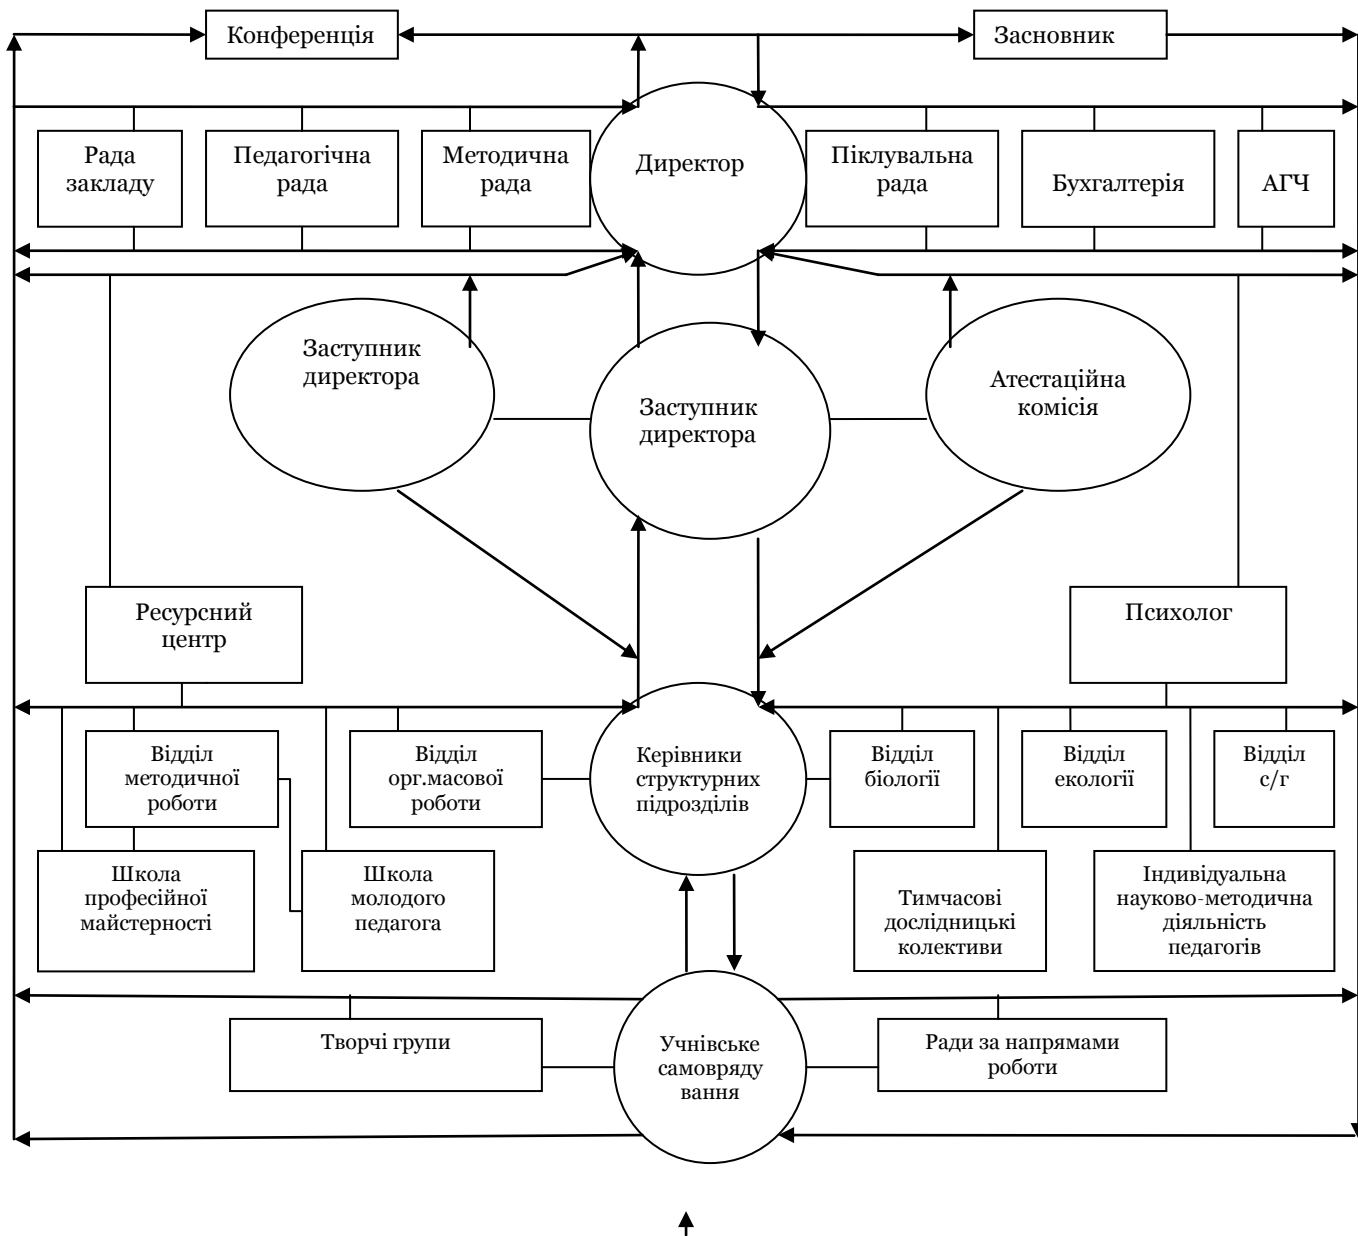 Конференція
Засновник
Рада
закладу
Педагогічна
рада
Методична
рада
Директор
Піклувальна
рада
Бухгалтерія
АГЧ
Заступник
директора
Заступник
директора
Атестаційна
комісія
Ресурсний
центр
Психолог
Відділ
методичної
роботи
Відділ
орг.масової
роботи
Керівники
структурних
підрозділів
Відділ
біології
Відділ
екології
Відділ
с/г
Школа
професійної
майстерності
Школа
молодого
педагога
Тимчасові
дослідницькі
колективи
Індивідуальна
науково-методична
діяльність
педагогів
Творчі групи
Учнівське
самовряду
вання
Ради за напрямами
роботи